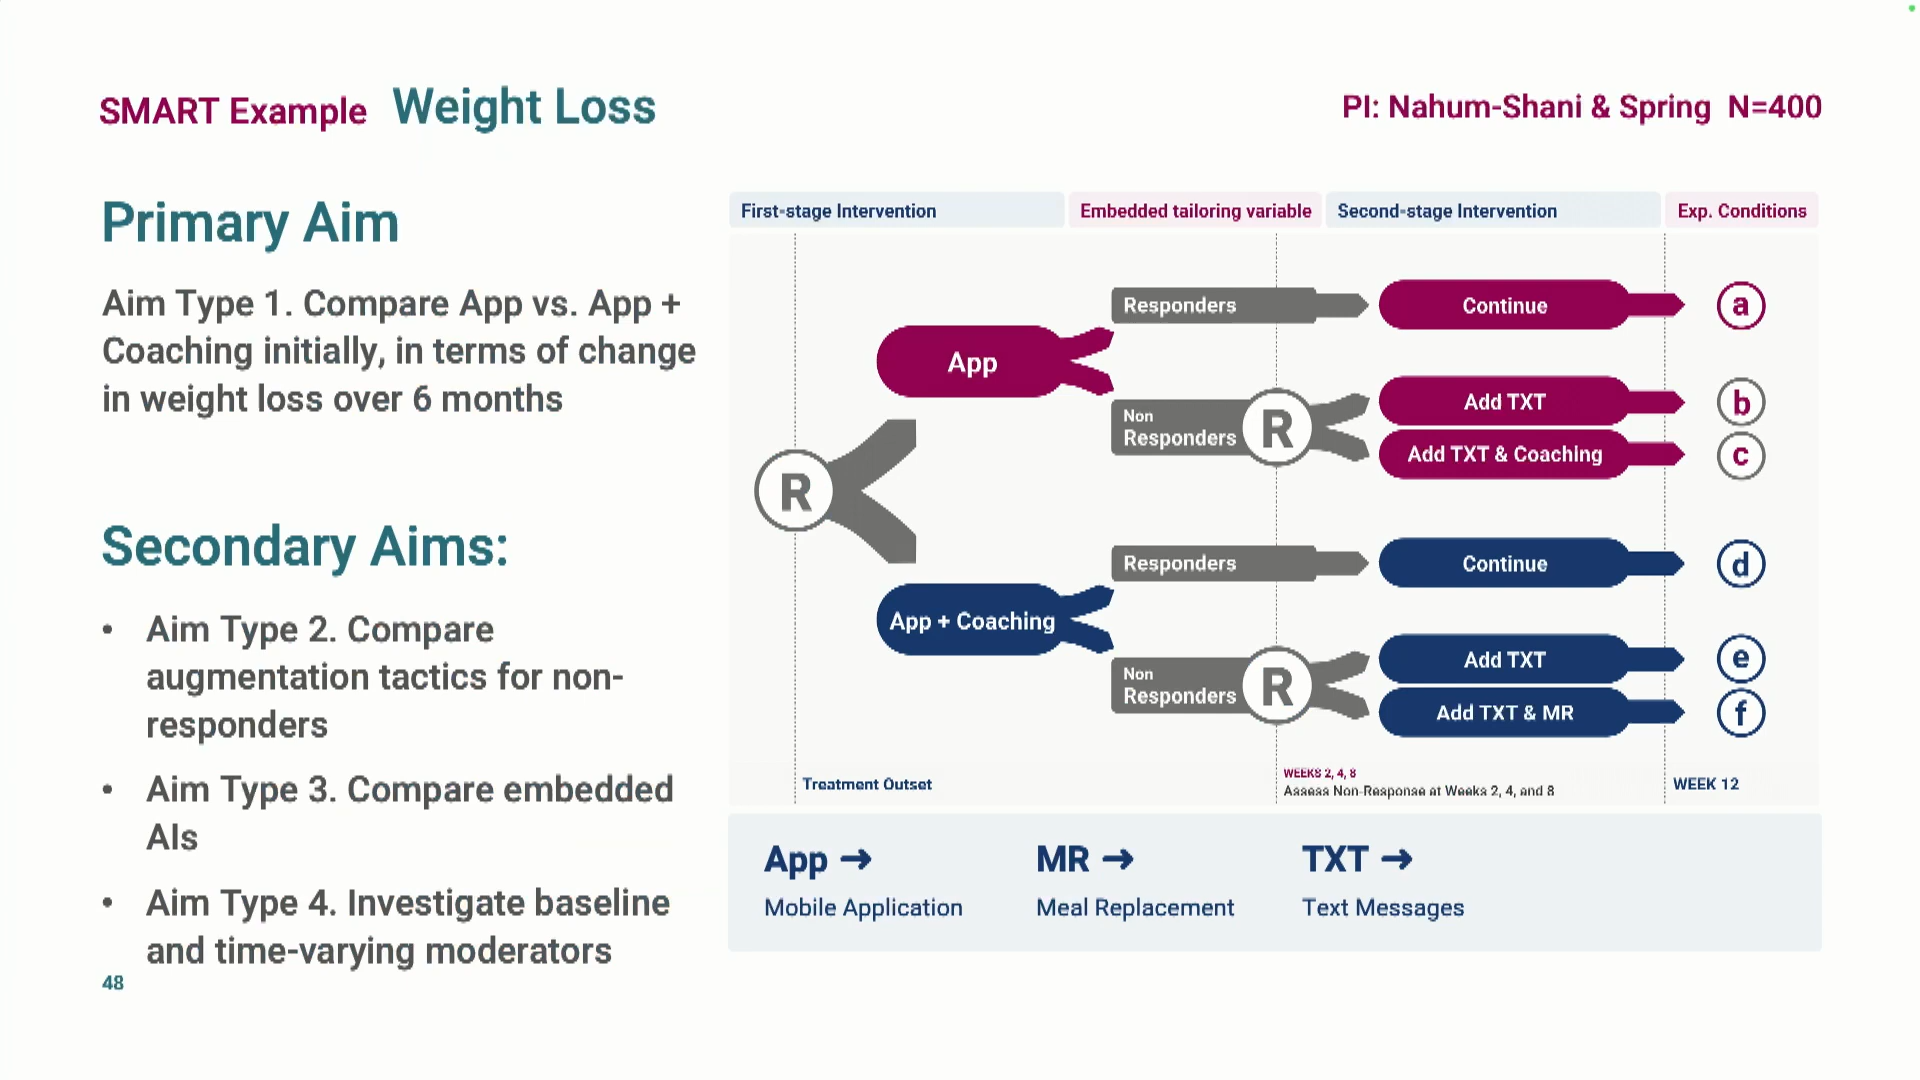 SMART Example Weight Loss
PI: Nahum-Shani & Spring N=400
Primary Aim
Aim Type 1. Compare App vs. App +
Coaching initially, in terms of change
in weight loss over 6 months
Secondary Aims:
• Aim Type 2. Compare
augmentation tactics for non-
responders
• Aim Type 3. Compare embedded
AIs
• Aim Type 4. Investigate baseline
and time-varying moderators
48
First-stage Intervention
Embedded tailoring variable
Second-stage Intervention
Exp. Conditions
R
App
Responders
Continue
a
Non
Responders
R
Add TXT
b
Add TXT & Coaching
c
App + Coaching
Responders
Continue
d
Non
Responders
R
Add TXT
e
Add TXT & MR
f
Treatment Outset
WEEKS 2, 4, 8
Assess Non-Response at Weeks 2, 4, and 8
WEEK 12
App →
Mobile Application
MR →
Meal Replacement
TXT →
Text Messages